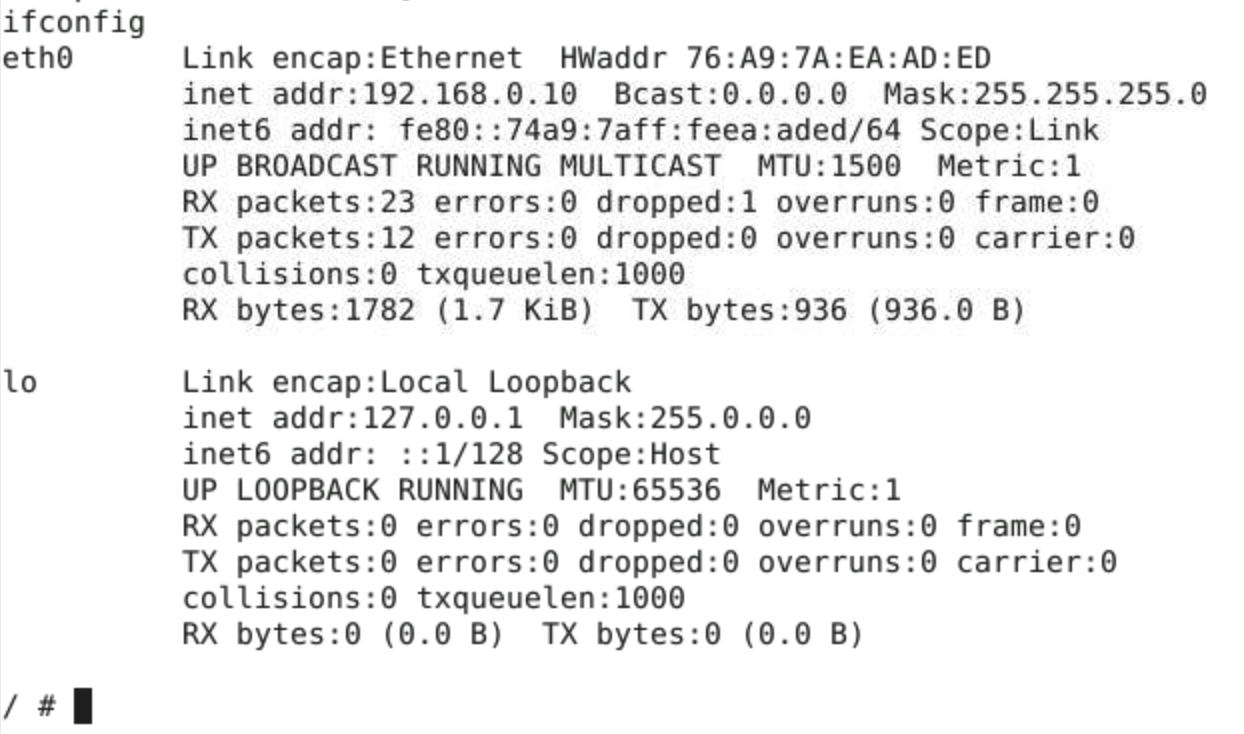 ifconfig
eth0      Link encap:Ethernet  HWaddr 76:A9:7A:EA:AD:ED
          inet addr:192.168.0.10  Bcast:0.0.0.0  Mask:255.255.255.0
          inet6 addr: fe80::74a9:7aff:feea:aded/64 Scope:Link
          UP BROADCAST RUNNING MULTICAST  MTU:1500  Metric:1
          RX packets:23 errors:0 dropped:1 overruns:0 frame:0
          TX packets:12 errors:0 dropped:0 overruns:0 carrier:0
          collisions:0 txqueuelen:1000
          RX bytes:1782 (1.7 KiB)  TX bytes:936 (936.0 B)

lo        Link encap:Local Loopback
          inet addr:127.0.0.1  Mask:255.0.0.0
          inet6 addr: ::1/128 Scope:Host
          UP LOOPBACK RUNNING  MTU:65536  Metric:1
          RX packets:0 errors:0 dropped:0 overruns:0 frame:0
          TX packets:0 errors:0 dropped:0 overruns:0 carrier:0
          collisions:0 txqueuelen:1000
          RX bytes:0 (0.0 B)  TX bytes:0 (0.0 B)

/ #